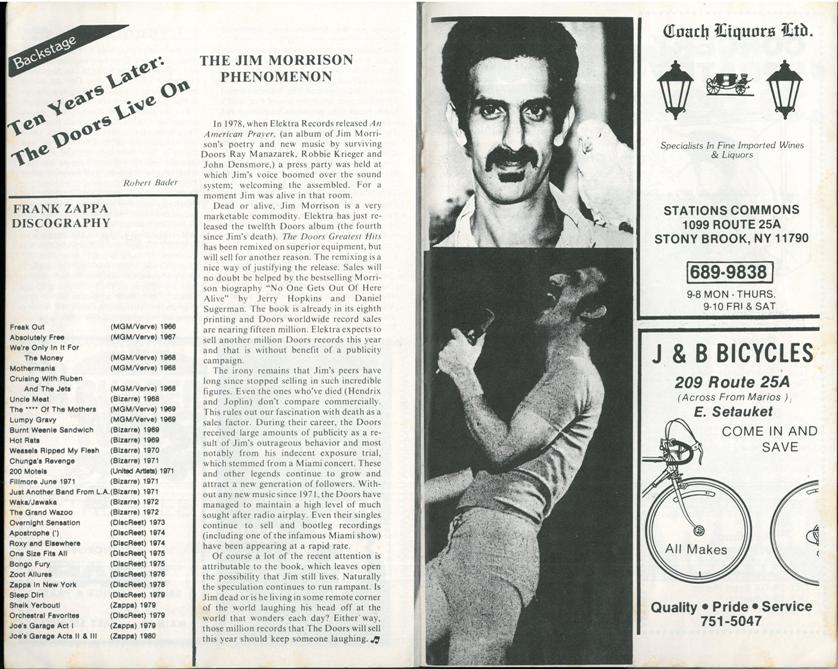 Backstage
Ten Years Later:
The Doors Live On
Robert Bader
FRANK ZAPPA
DISCOGRAPHY
Freak Out (MGM/Verve) 1966
Absolutely Free (MGM/Verve) 1967
We're Only In It For
The Money (MGM/Verve) 1968
Mothermania (MGM/Verve) 1968
Cruising With Ruben
And The Jets (MGM/Verve) 1968
Uncle Meat (Bizarre) 1968
The **** Of The Mothers (MGM/Verve) 1969
Lumpy Gravy (MGM/Verve) 1969
Burnt Weenie Sandwich (Bizarre) 1969
Hot Rats (Bizarre) 1969
Weasels Ripped My Flesh (Bizarre) 1970
Chunga's Revenge (Bizarre) 1971
200 Motels (United Artists) 1971
Fillmore June 1971 (Bizarre) 1971
Just Another Band From L.A. (Bizarre) 1971
Waka/Jawaka (Bizarre) 1972
The Grand Wazoo (Bizarre) 1972
Overnight Sensation (DiscReet) 1973
Apostrophe (') (DiscReet) 1974
Roxy and Elsewhere (DiscReet) 1974
One Size Fits All (DiscReet) 1975
Bongo Fury (DiscReet) 1975
Zoot Allures (DiscReet) 1976
Zappa In New York (DiscReet) 1978
Sleep Dirt (DiscReet) 1979
Sheik Yerbouti (Zappa) 1979
Orchestral Favorites (DiscReet) 1979
Joe's Garage Act I (Zappa) 1979
Joe's Garage Acts II & III (Zappa) 1980
THE JIM MORRISON
PHENOMENON
In 1978, when Elektra Records released An
American Prayer, (an album of Jim Morri-
son's poetry and new music by surviving
Doors Ray Manazarek, Robbie Krieger and
John Densmore,) a press party was held at
which Jim's voice boomed over the sound
system; welcoming the assembled. For a
moment Jim was alive in that room.
Dead or alive, Jim Morrison is a very
marketable commodity. Elektra has just re-
leased the twelfth Doors album (the fourth
since Jim's death). The Doors Greatest Hits
has been remixed on superior equipment, but
will sell for another reason. The remixing is a
nice way of justifying the release. Sales will
no doubt be helped by the bestselling Morri-
son biography "No One Gets Out Of Here
Alive" by Jerry Hopkins and Daniel
Sugerman. The book is already in its eighth
printing and Doors worldwide record sales
are nearing fifteen million. Elektra expects to
sell another million Doors records this year
and that is without benefit of a publicity
campaign.
The irony remains that Jim's peers have
long since stopped selling in such incredible
figures. Even the ones who've died (Hendrix
and Joplin) don't compare commercially.
This rules out our fascination with death as a
sales factor. During their career, the Doors
received large amounts of publicity as a re-
sult of Jim's outrageous behavior and most
notably from his indecent exposure trial,
which stemmed from a Miami concert. These
and other legends continue to grow and
attract a new generation of followers. With-
out any new music since 1971, the Doors have
managed to maintain a high level of much
sought after radio airplay. Even their singles
continue to sell and bootleg recordings
(including one of the infamous Miami show)
have been appearing at a rapid rate.
Of course a lot of the recent attention is
attributable to the book, which leaves open
the possibility that Jim still lives. Naturally
the speculation continues to run rampant. Is
Jim dead or is he living in some remote corner
of the world laughing his head off at the
world that wonders each day? Either way,
those million records that The Doors will sell
this year should keep someone laughing.
Coach Liquors Ltd.
Specialists In Fine Imported Wines
& Liquors
STATIONS COMMONS
1099 ROUTE 25A
STONY BROOK, NY 11790
689-9838
9-8 MON - THURS.
9-10 FRI & SAT
J & B BICYCLES
209 Route 25A
(Across From Marios)
E. Setauket
COME IN AND
SAVE
All Makes
Quality • Pride • Service
751-5047